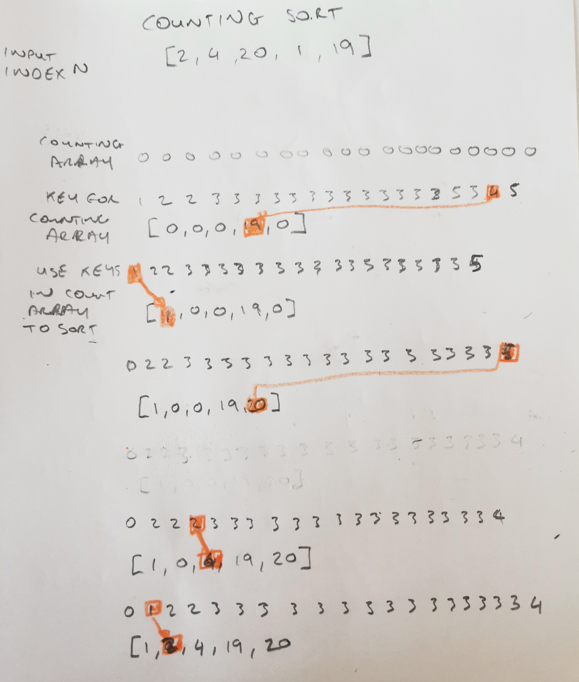 COUNTING SORT
INPUT
INDEX N
[2, 4, 20, 1, 19]
COUNTING
ARRAY
0 0 0 0 0 0 0 0 0 0 0 0 0 0 0 0 0 0 0 0
KEY FOR
COUNTING
ARRAY
1 2 2 3 3 3 3 3 3 3 3 3 3 3 3 3 3 3 4 5
[0, 0, 0, 19, 0]
USE KEYS
IN COUNT
ARRAY
TO SORT
1 2 2 3 3 3 3 3 3 3 3 3 3 3 3 3 3 3 3 5
[1, 0, 0, 19, 0]
0 2 2 3 3 3 3 3 3 3 3 3 3 3 3 3 3 3 3
[1, 0, 0, 19, 20]
0 2 2 2 3 3 3 3 3 3 3 3 3 3 3 3 3 3 3 4
[1, 0, 4, 19, 20]
0 1 2 2 3 3 3 3 3 3 3 3 3 3 3 3 3 3 3 4
[1, 2, 4, 19, 20